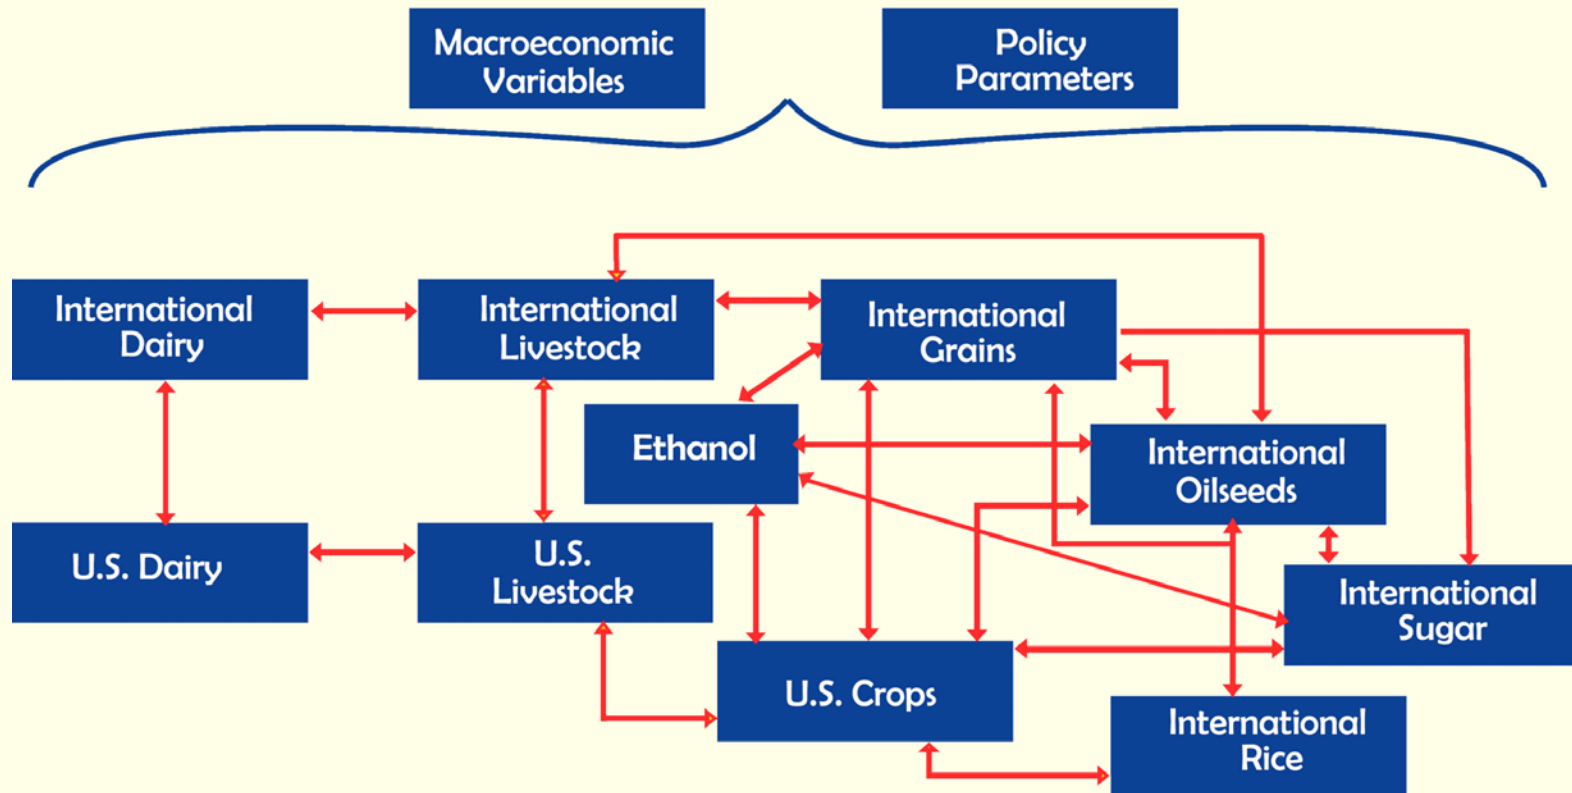 Macroeconomic
Variables
Policy
Parameters
International
Dairy
International
Livestock
International
Grains
Ethanol
International
Oilseeds
U.S. Dairy
U.S.
Livestock
International
Sugar
U.S. Crops
International
Rice